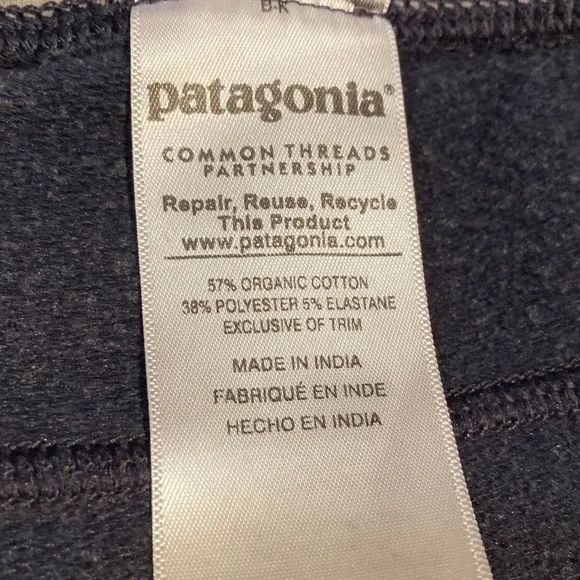 patagonia®
COMMON THREADS
PARTNERSHIP
Repair, Reuse, Recycle
This Product
www.patagonia.com
57% ORGANIC COTTON
38% POLYESTER 5% ELASTANE
EXCLUSIVE OF TRIM
MADE IN INDIA
FABRIQUÉ EN INDE
HECHO EN INDIA